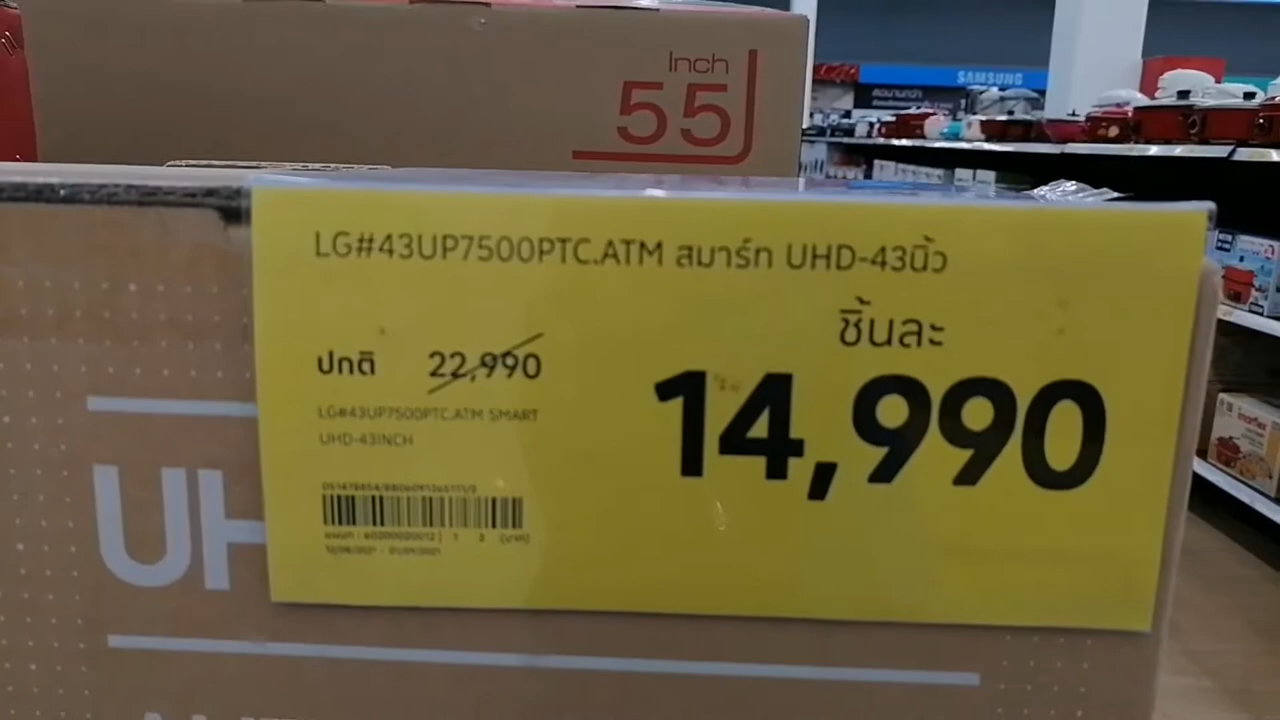 Inch
55
SAMSUNG
LG#43UP7500PTC.ATM สมาร์ท UHD-43นิ้ว
ชิ้นละ
ปกติ 22,990
14,990
LG#43UP7500PTC.ATM SMART
UHD-43INCH
UH